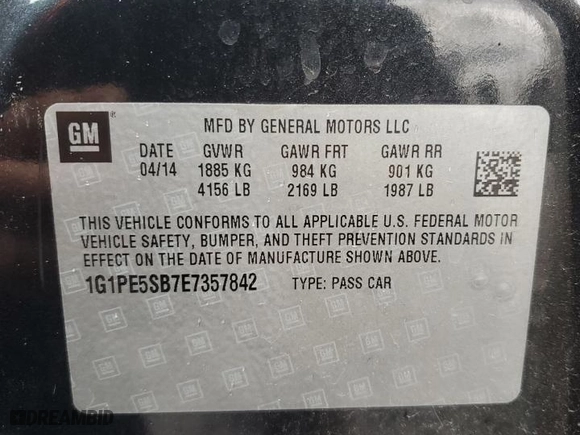 GM
MFD BY GENERAL MOTORS LLC
DATE GVWR GAWR FRT GAWR RR
04/14 1885 KG 984 KG 901 KG
4156 LB 2169 LB 1987 LB
THIS VEHICLE CONFORMS TO ALL APPLICABLE U.S. FEDERAL MOTOR
VEHICLE SAFETY, BUMPER, AND THEFT PREVENTION STANDARDS IN
EFFECT ON THE DATE OF MANUFACTURE SHOWN ABOVE.
1G1PE5SB7E7357842 TYPE: PASS CAR
DREAMBID